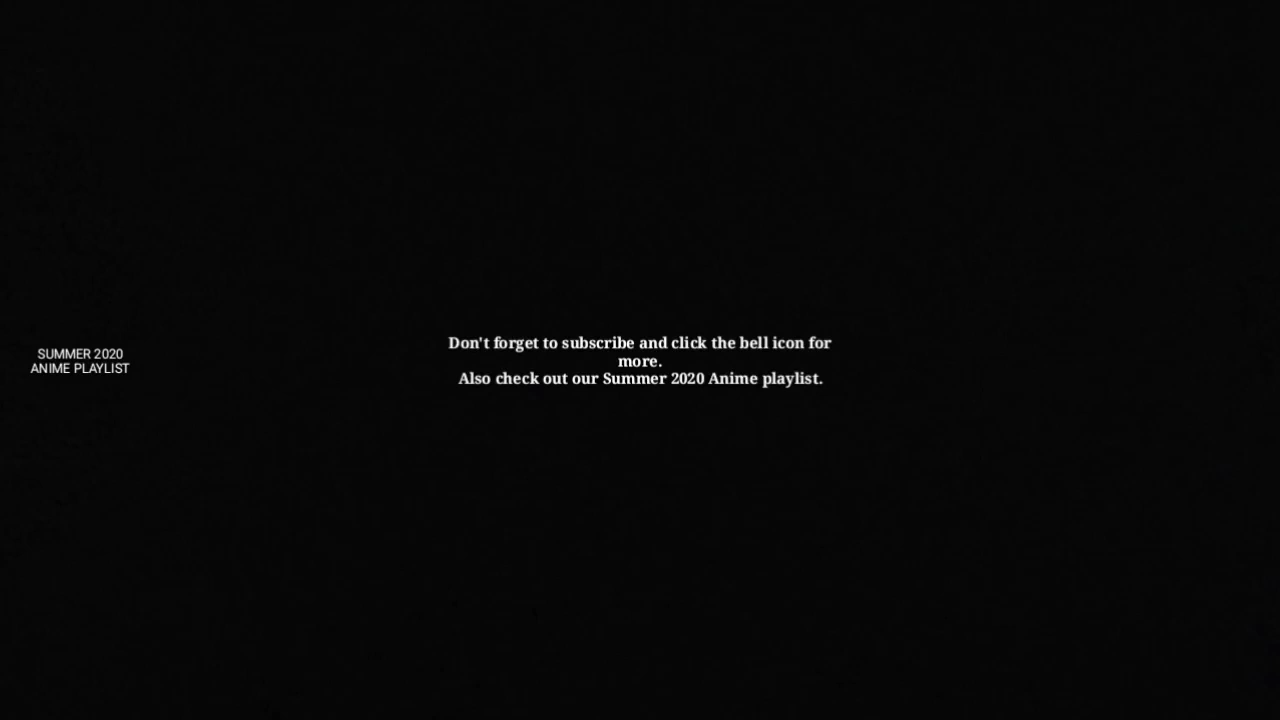 SUMMER 2020
ANIME PLAYLIST
Don't forget to subscribe and click the bell icon for
more.
Also check out our Summer 2020 Anime playlist.